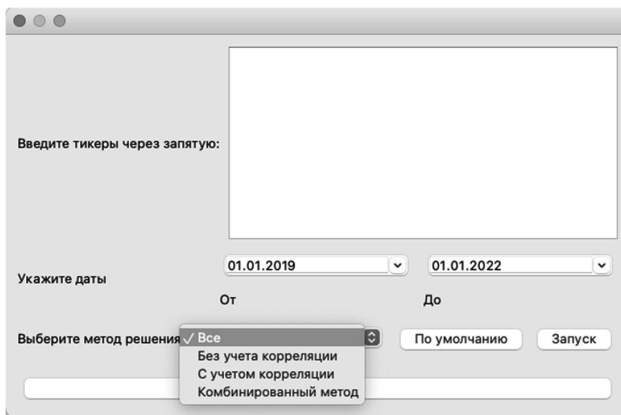 Введите тикеры через запятую:
01.01.2019 01.01.2022
Укажите даты
От До
Выберите метод решения ✓ Все По умолчанию Запуск
Без учета корреляции
С учетом корреляции
Комбинированный метод